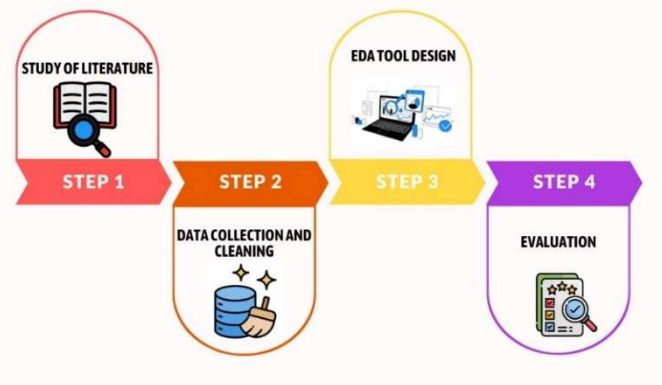 STUDY OF LITERATURE
EDA TOOL DESIGN
STEP 1
STEP 2
STEP 3
STEP 4
DATA COLLECTION AND
CLEANING
EVALUATION